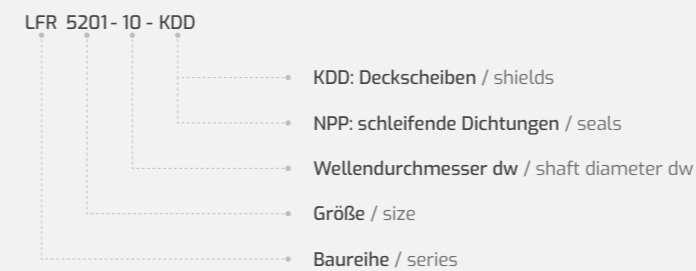 LFR 5201 - 10 - KDD
KDD: Deckscheiben / shields
NPP: schleifende Dichtungen / seals
Wellendurchmesser dw / shaft diameter dw
Größe / size
Baureihe / series